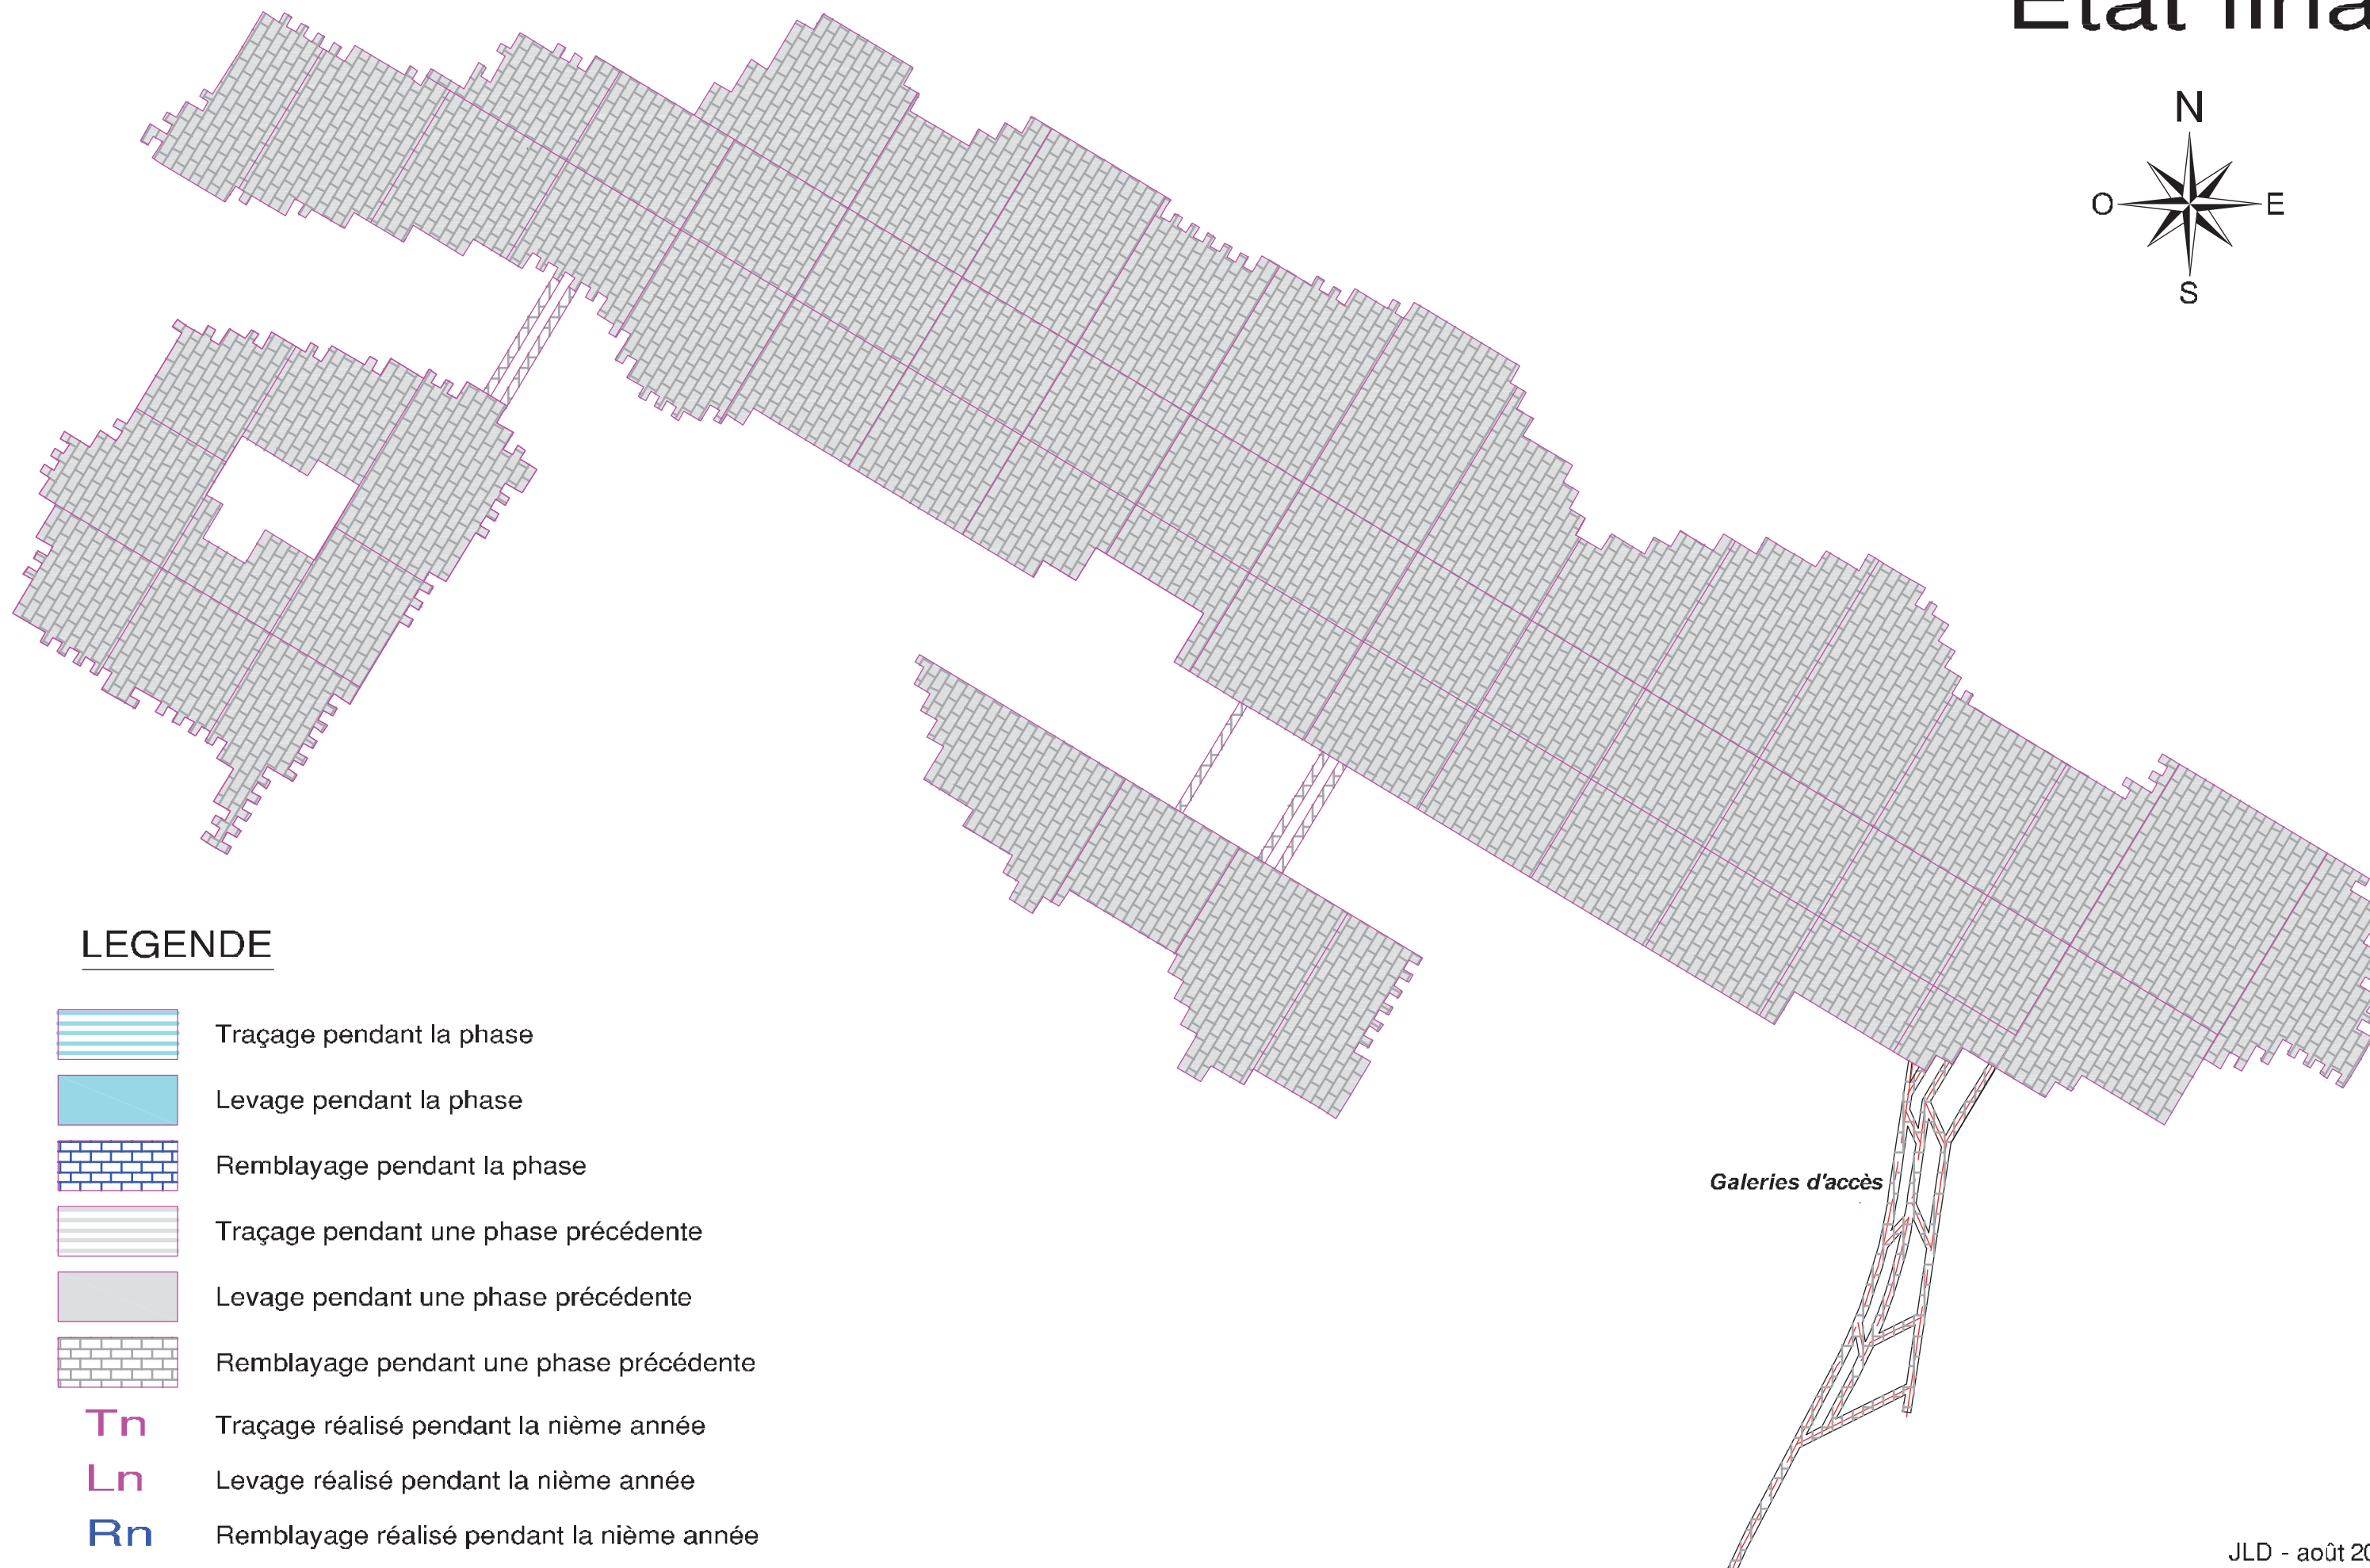 N
O E
S
LEGENDE
Traçage pendant la phase
Levage pendant la phase
Remblayage pendant la phase
Traçage pendant une phase précédente
Levage pendant une phase précédente
Remblayage pendant une phase précédente
Tn Traçage réalisé pendant la nième année
Ln Levage réalisé pendant la nième année
Rn Remblayage réalisé pendant la nième année
Galeries d'accès
JLD - août